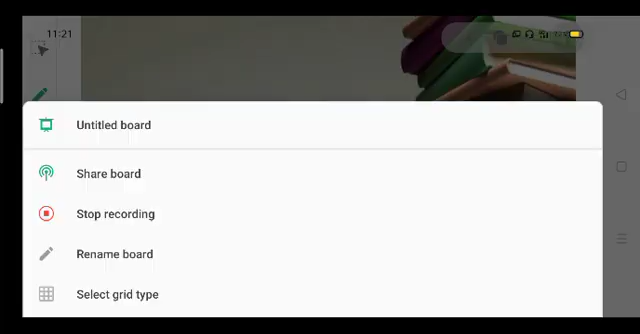 11:21
Untitled board
Share board
Stop recording
Rename board
Select grid type